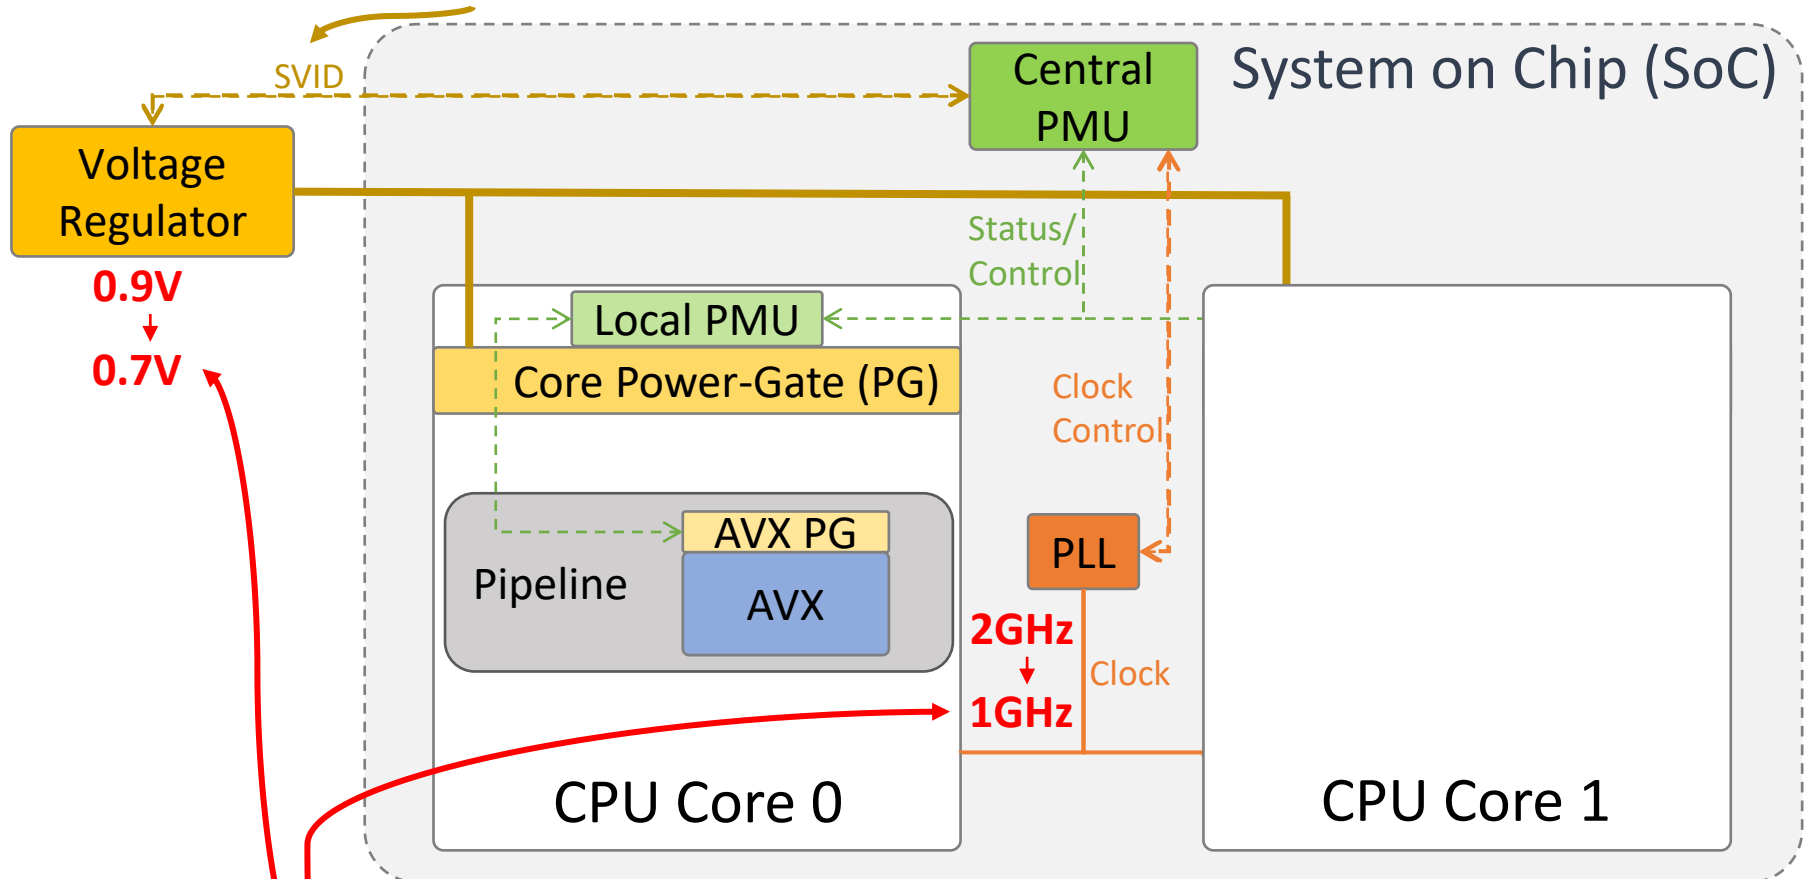 System on Chip (SoC)
SVID
Central
PMU
Voltage
Regulator
0.9V
0.7V
Status/
Control
Local PMU
Core Power-Gate (PG)
Clock
Control
AVX PG
Pipeline
AVX
PLL
2GHz
1GHz
Clock
CPU Core 0
CPU Core 1